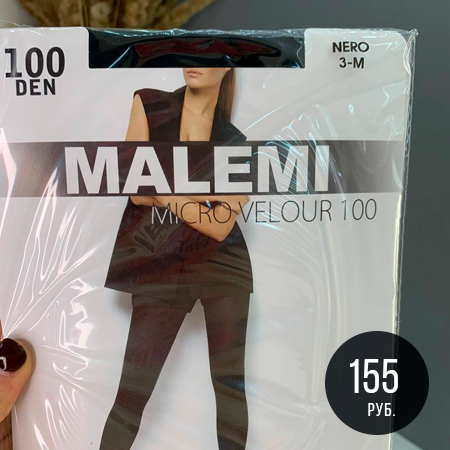 100
DEN
NERO
3-M
MALEMI
MICRO VELOUR 100
155
РУБ.